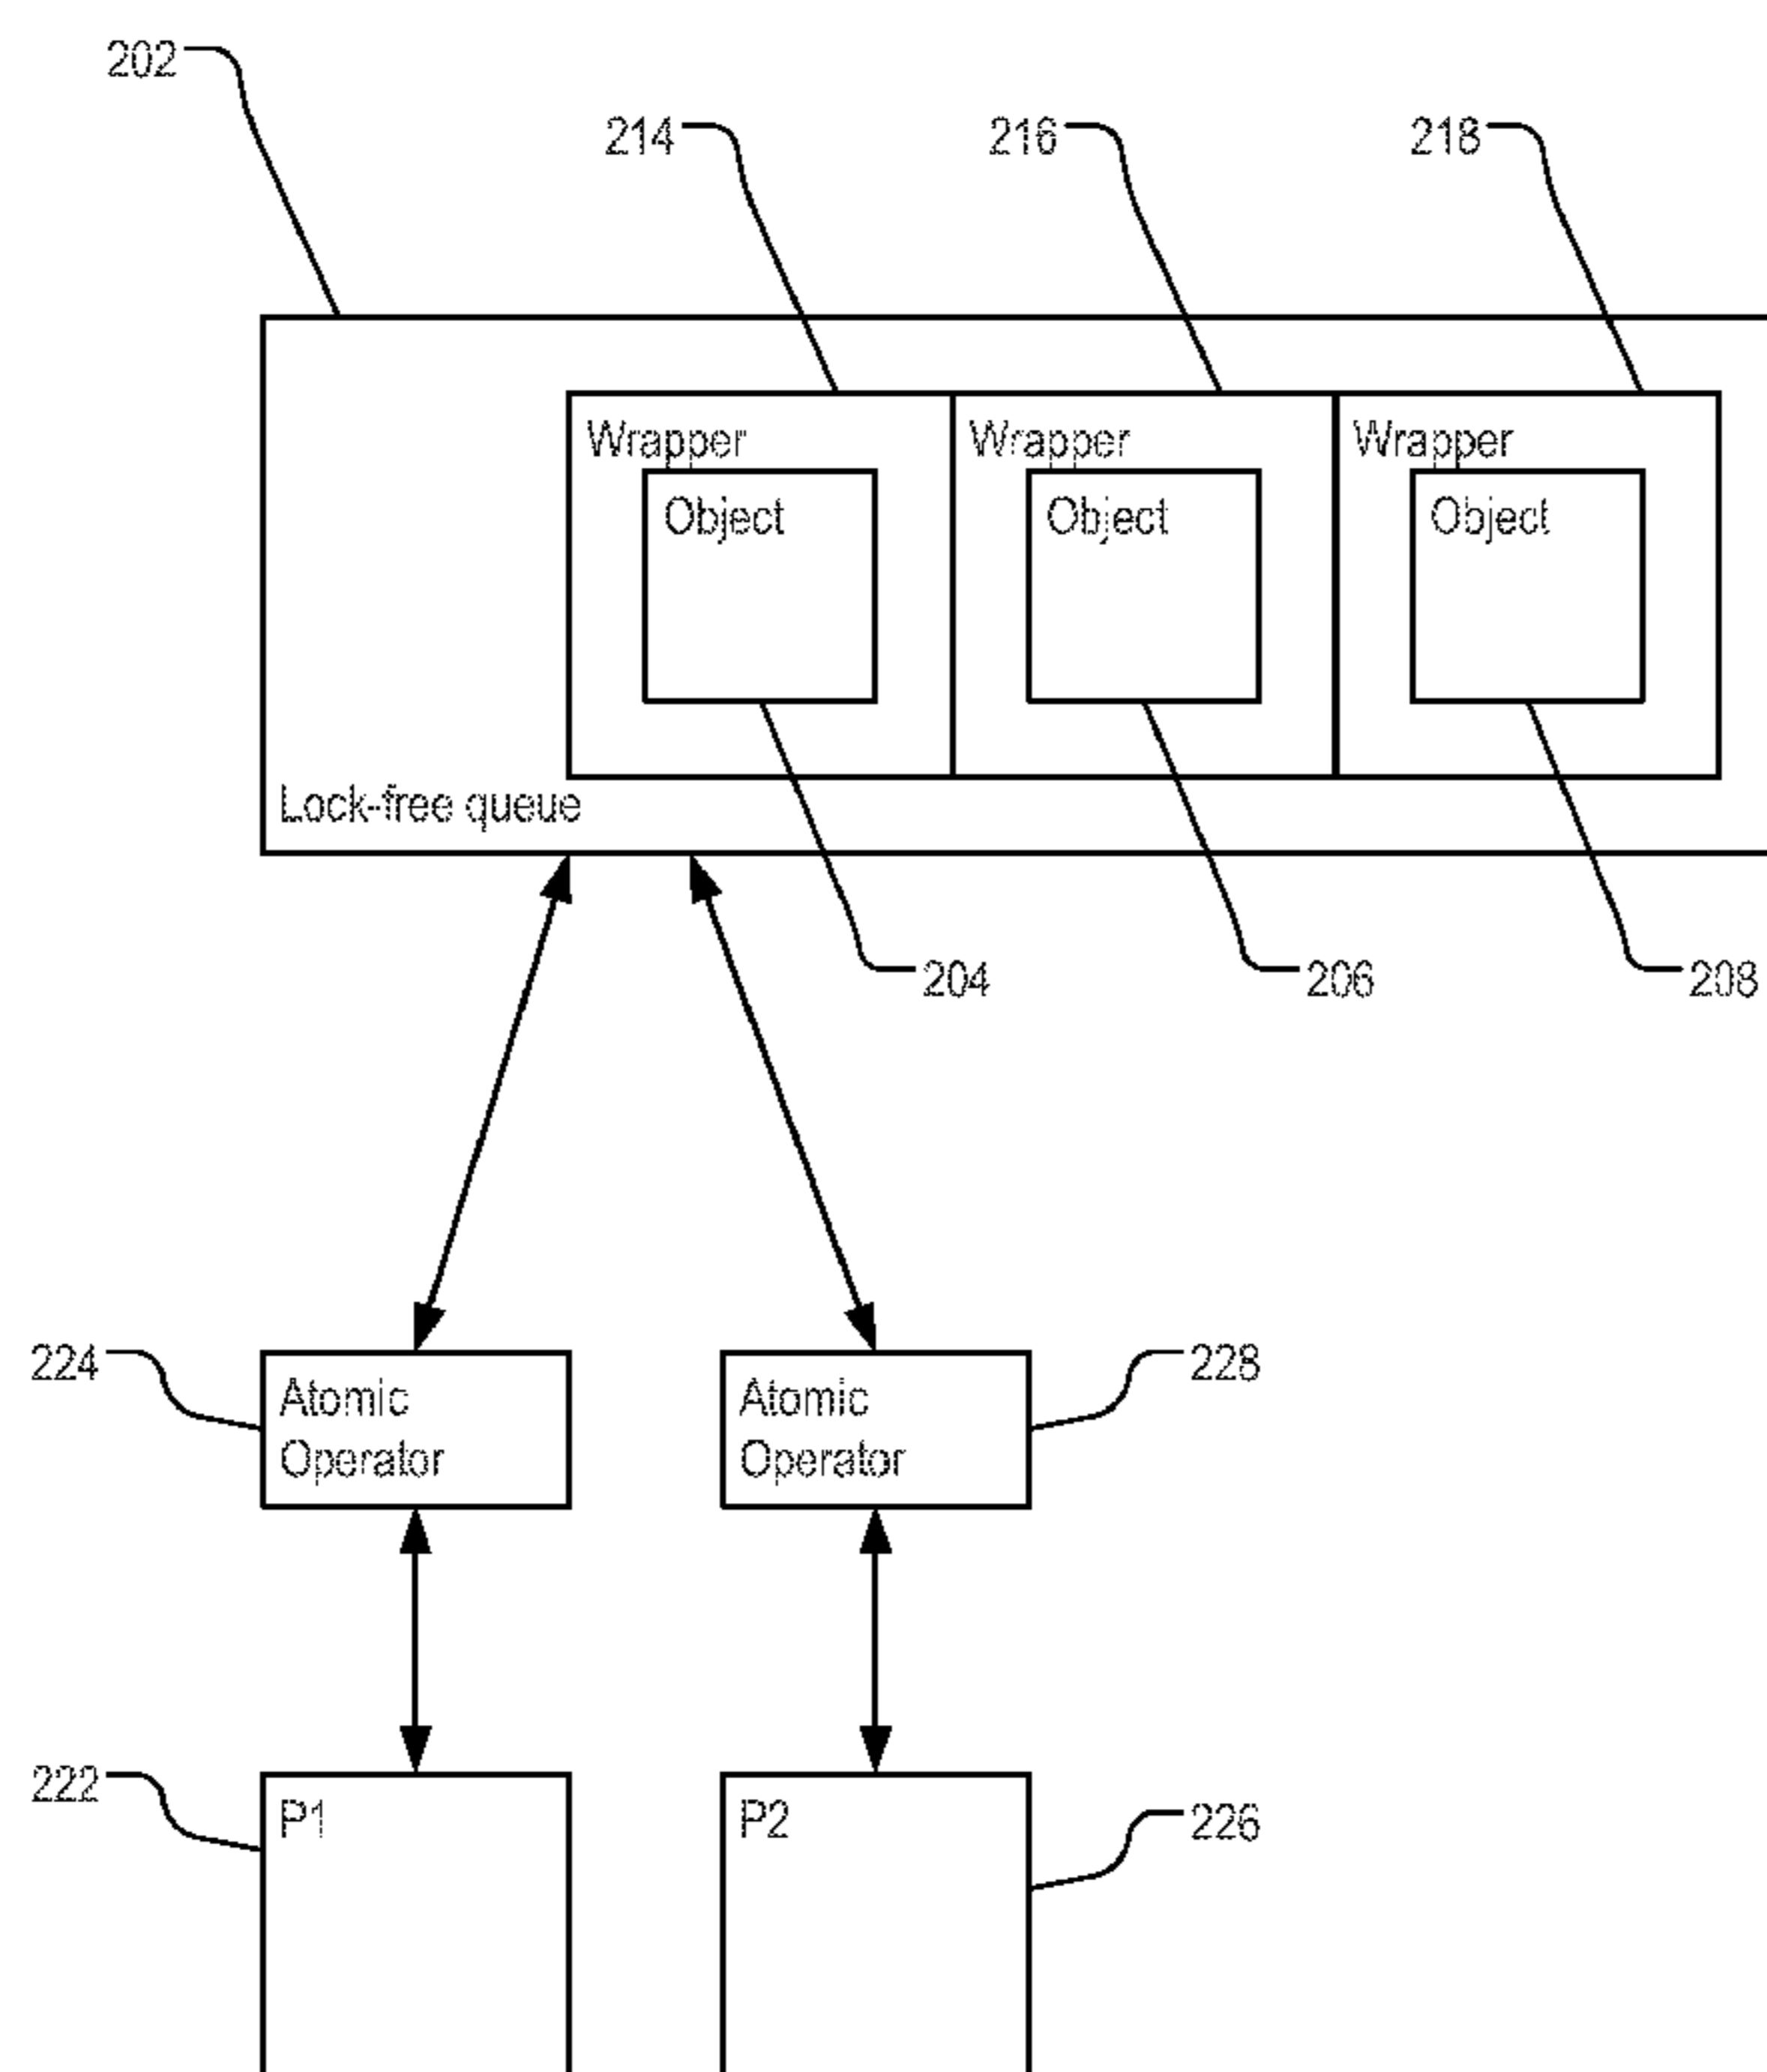 202
214
216
218
Wrapper
Wrapper
Wrapper
Object
Object
Object
Lock-free queue
204
206
208
224
Atomic
Operator
Atomic
Operator
228
222
P1
P2
226